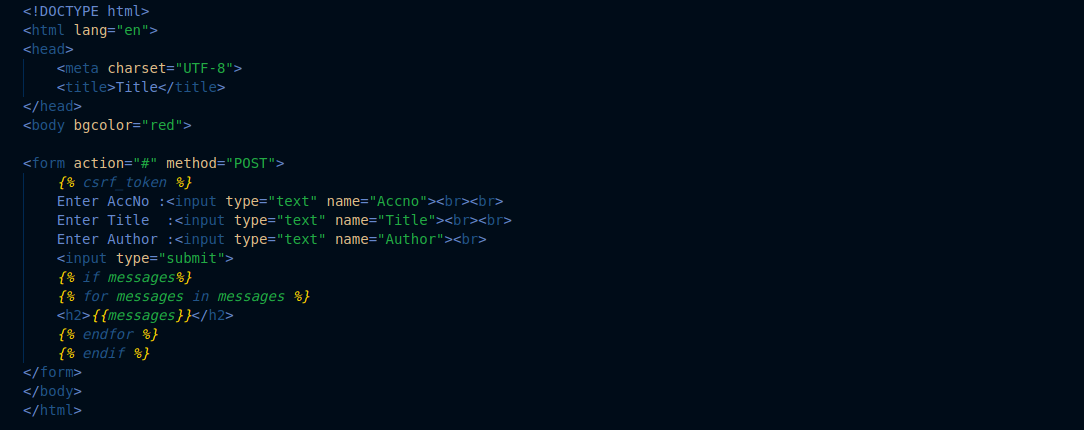 <!DOCTYPE html>
<html lang="en">
<head>
    <meta charset="UTF-8">
    <title>Title</title>
</head>
<body bgcolor="red">

<form action="#" method="POST">
    {% csrf_token %}
    Enter AccNo :<input type="text" name="Accno"><br><br>
    Enter Title  :<input type="text" name="Title"><br><br>
    Enter Author :<input type="text" name="Author"><br>
    <input type="submit">
    {% if messages%}
    {% for messages in messages %}
    <h2>{{messages}}</h2>
    {% endfor %}
    {% endif %}
</form>
</body>
</html>